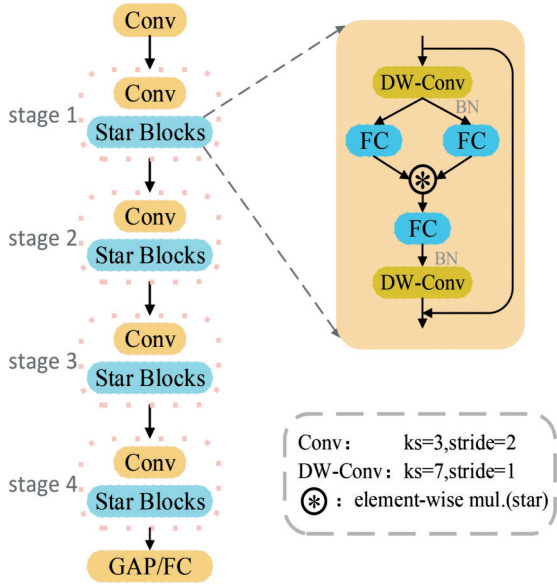 Conv
stage 1
Conv
Star Blocks
stage 2
Conv
Star Blocks
stage 3
Conv
Star Blocks
stage 4
Conv
Star Blocks
GAP/FC
DW-Conv
BN
FC
FC
FC
BN
DW-Conv
Conv： ks=3,stride=2
DW-Conv: ks=7,stride=1
⊛ : element-wise mul.(star)